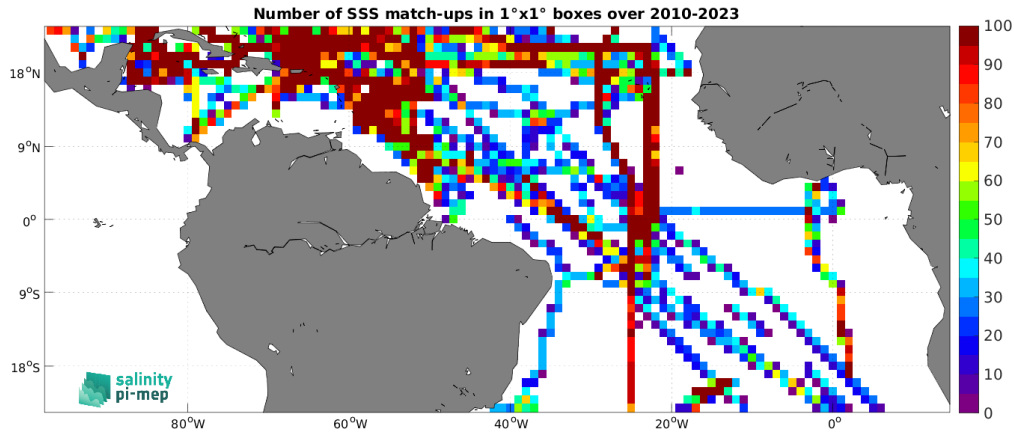 Number of SSS match-ups in 1°x1° boxes over 2010-2023
18°N
9°N
0°
9°S
18°S
80°W
60°W
40°W
20°W
0°
100
90
80
70
60
50
40
30
20
10
0
salinity
pi-mep